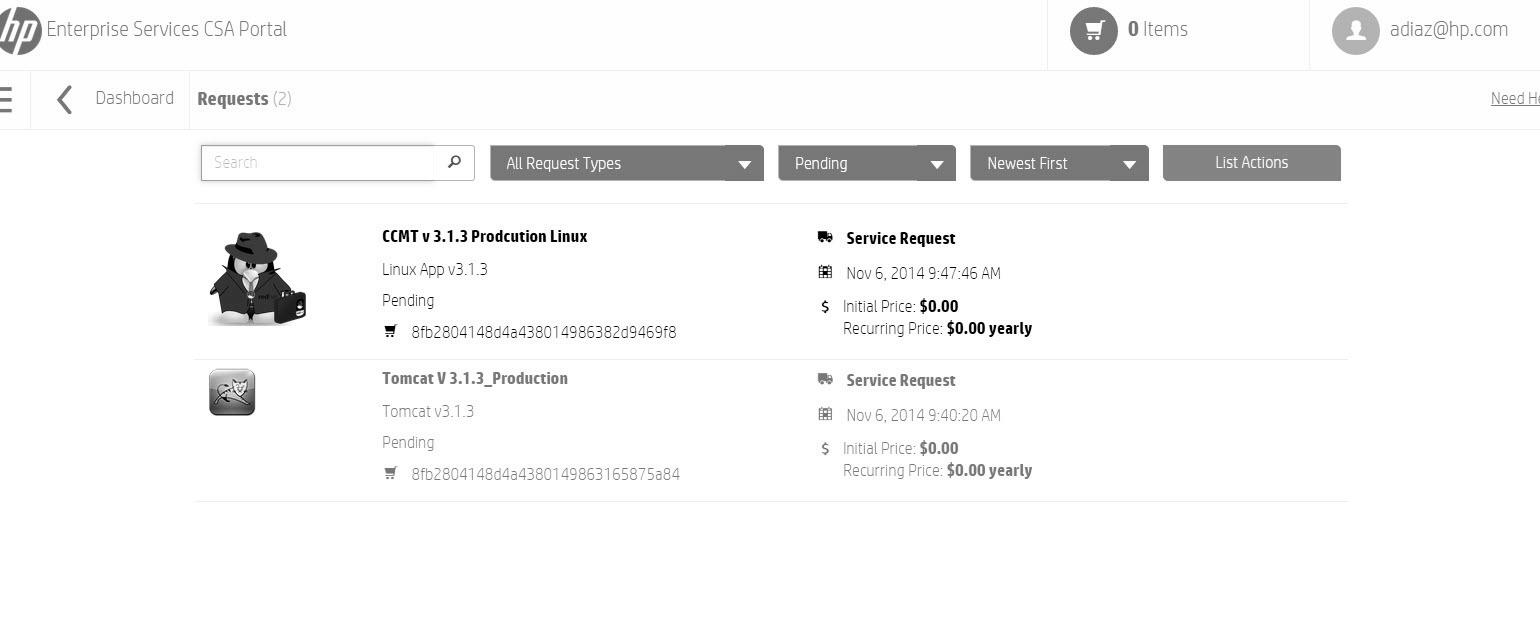 hp Enterprise Services CSA Portal
0 Items
adiaz@hp.com
Dashboard
Requests (2)
Need He
Search
All Request Types
Pending
Newest First
List Actions
CCMT v 3.1.3 Prodcution Linux
Linux App v3.1.3
Pending
8fb2804148d4a438014986382d9469f8
Service Request
Nov 6, 2014 9:47:46 AM
$ Initial Price: $0.00
Recurring Price: $0.00 yearly
Tomcat V 3.1.3_Production
Tomcat v3.1.3
Pending
8fb2804148d4a4380149863165875a84
Service Request
Nov 6, 2014 9:40:20 AM
$ Initial Price: $0.00
Recurring Price: $0.00 yearly